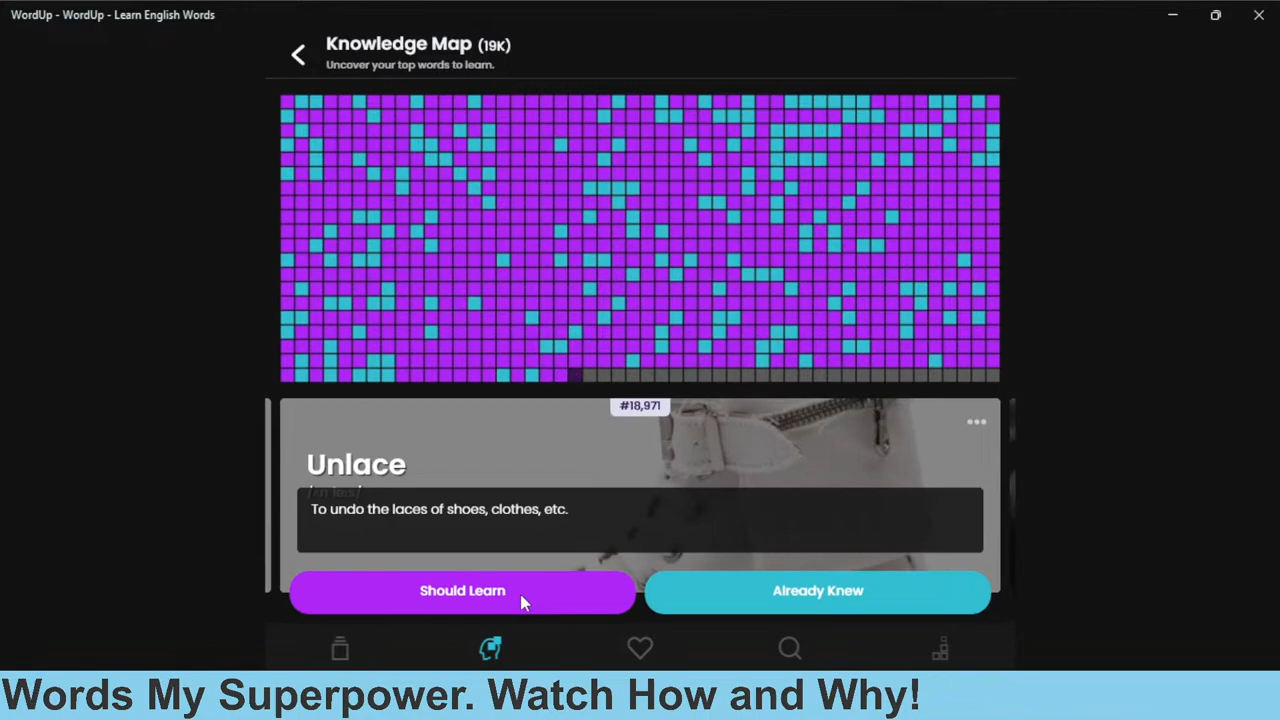 WordUp - WordUp - Learn English Words
Knowledge Map (19K)
Uncover your top words to learn.
#18,971
Unlace
To undo the laces of shoes, clothes, etc.
Should Learn
Already Knew
Words My Superpower. Watch How and Why!